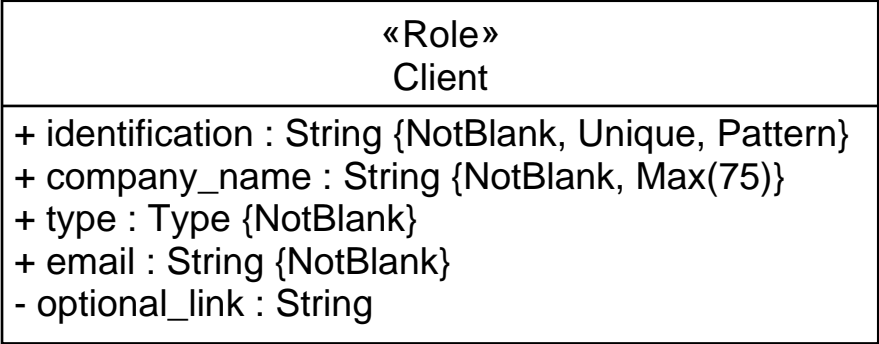 «Role»
Client
+ identification : String {NotBlank, Unique, Pattern}
+ company_name : String {NotBlank, Max(75)}
+ type : Type {NotBlank}
+ email : String {NotBlank}
- optional_link : String